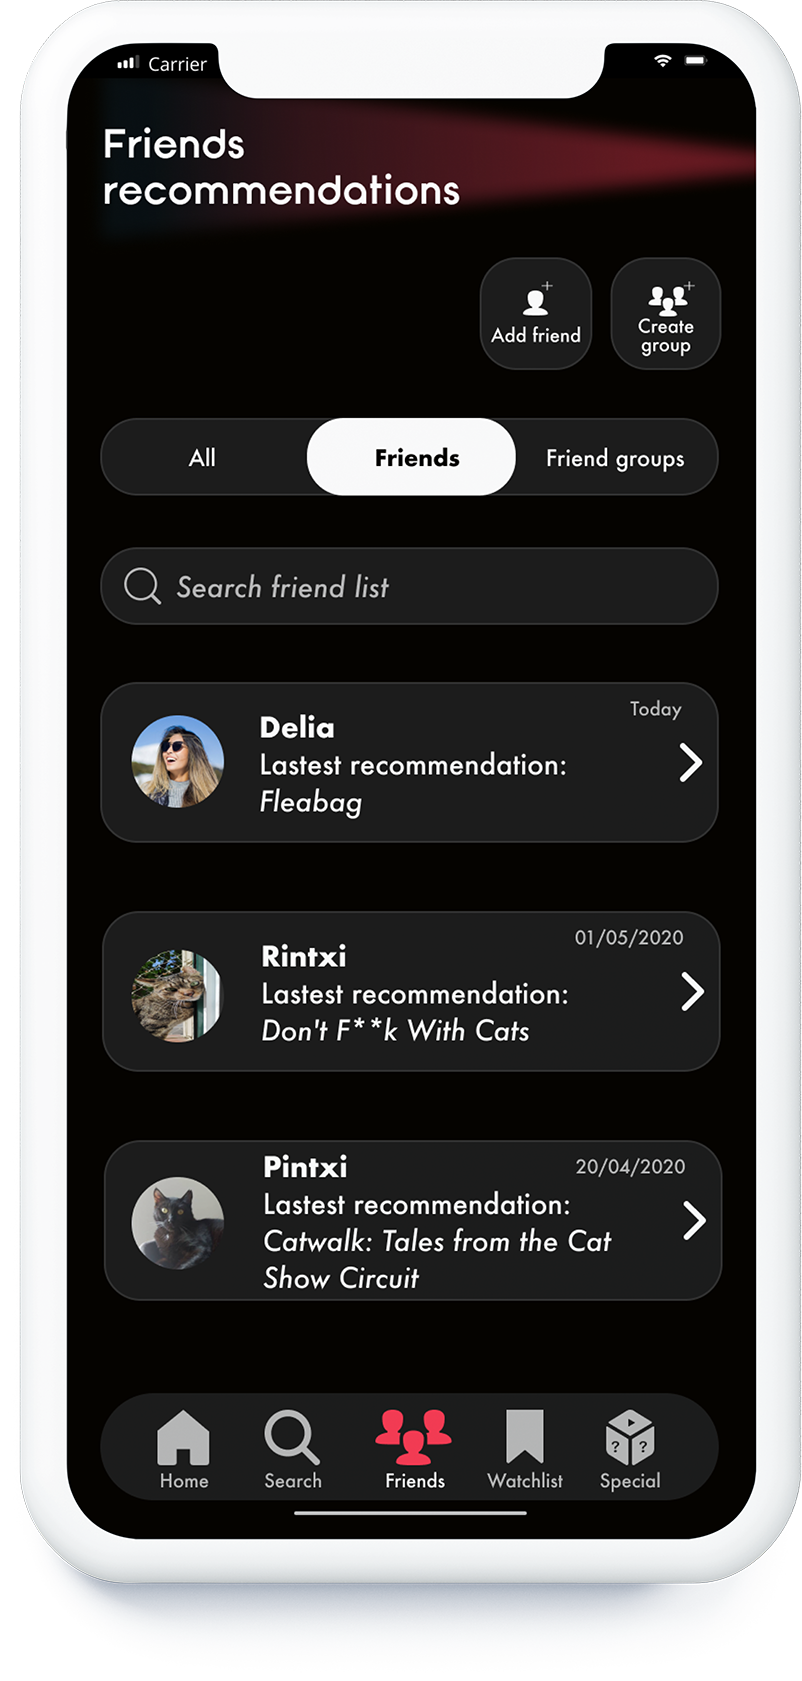 Carrier
Friends
recommendations
Add friend
Create
group
All
Friends
Friend groups
Search friend list
Today
Delia
Lastest recommendation:
Fleabag
01/05/2020
Rintxi
Lastest recommendation:
Don't F**k With Cats
20/04/2020
Pintxi
Lastest recommendation:
Catwalk: Tales from the Cat
Show Circuit
? ?
Home
Search
Friends
Watchlist
Special